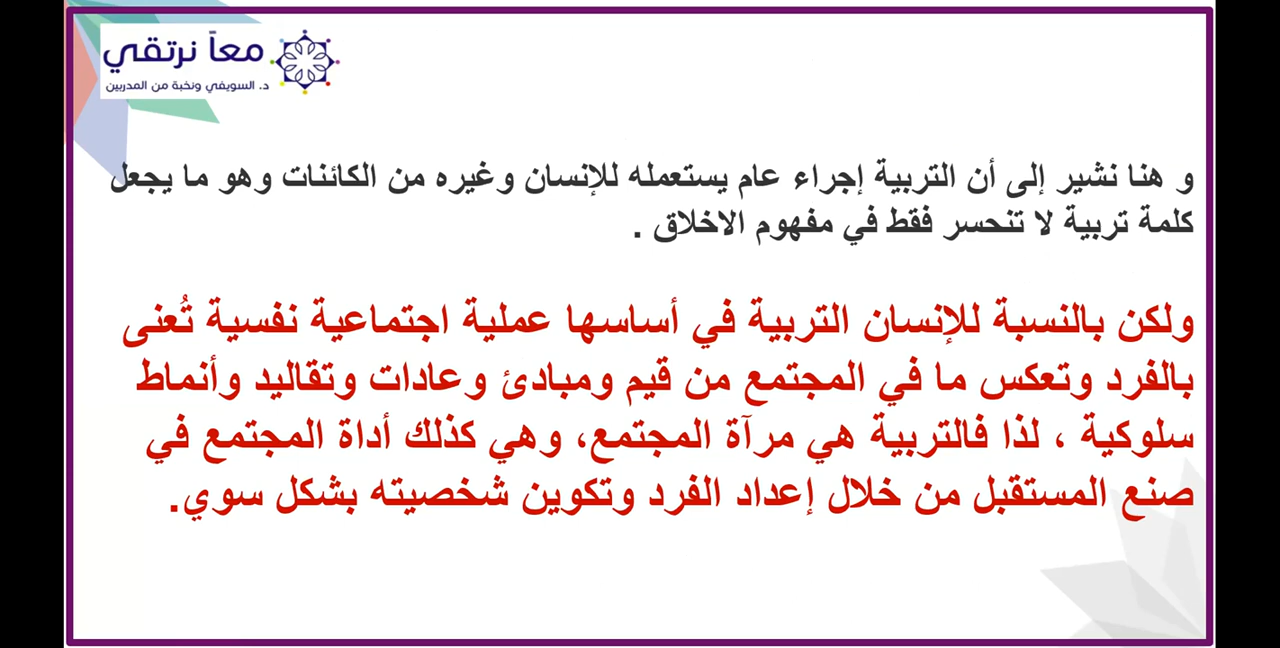 معاً نرتقي
د. السويفي ونخبة من المدربين
و هنا نشير إلى أن التربية إجراء عام يستعمله للإنسان وغيره من الكائنات وهو ما يجعل
كلمة تربية لا تنحسر فقط في مفهوم الاخلاق .
ولكن بالنسبة للإنسان التربية في أساسها عملية اجتماعية نفسية تُعنى
بالفرد وتعكس ما في المجتمع من قيم ومبادئ وعادات وتقاليد وأنماط
سلوكية ، لذا فالتربية هي مرآة المجتمع، وهي كذلك أداة المجتمع في
صنع المستقبل من خلال إعداد الفرد وتكوين شخصيته بشكل سوي.